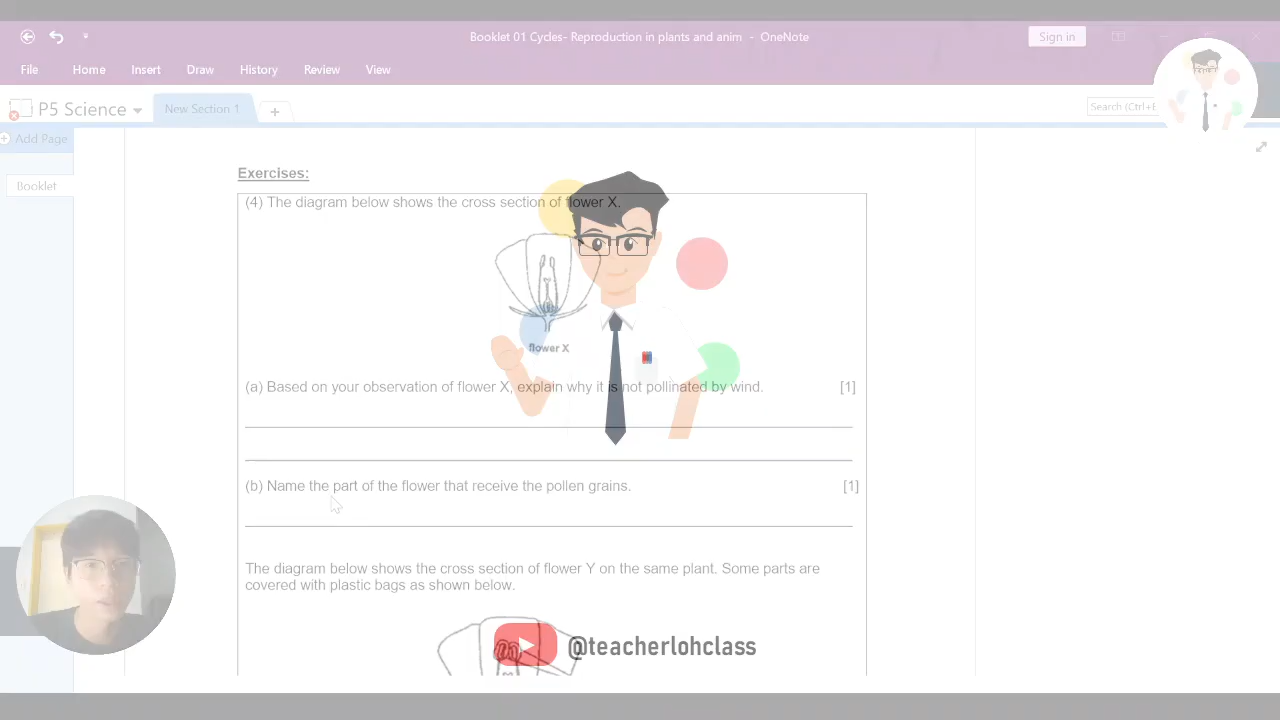 Booklet 01 Cycles- Reproduction in plants and anim - OneNote
Sign in
File Home Insert Draw History Review View
P5 Science
New Section 1
Search (Ctrl+E
Add Page
Booklet
Exercises:
(4) The diagram below shows the cross section of flower X.
flower X
(a) Based on your observation of flower X, explain why it is not pollinated by wind. [1]
(b) Name the part of the flower that receive the pollen grains. [1]
The diagram below shows the cross section of flower Y on the same plant. Some parts are
covered with plastic bags as shown below.
@teacherlohclass